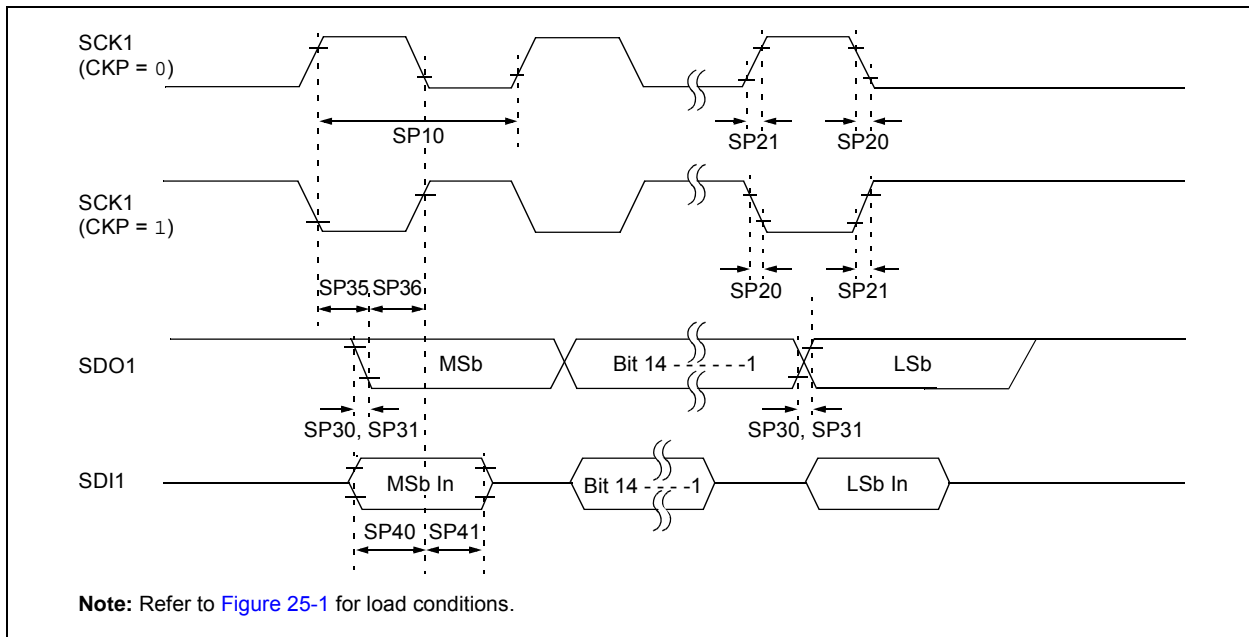 SCK1
(CKP = 0)
SP10
SP21
SP20
SCK1
(CKP = 1)
SP35 SP36
SP20
SP21
SDO1
MSb
Bit 14 - - - - - -1
LSb
SP30, SP31
SP30, SP31
SDI1
MSb In
Bit 14 - - - -1
LSb In
SP40
SP41
Note: Refer to Figure 25-1 for load conditions.